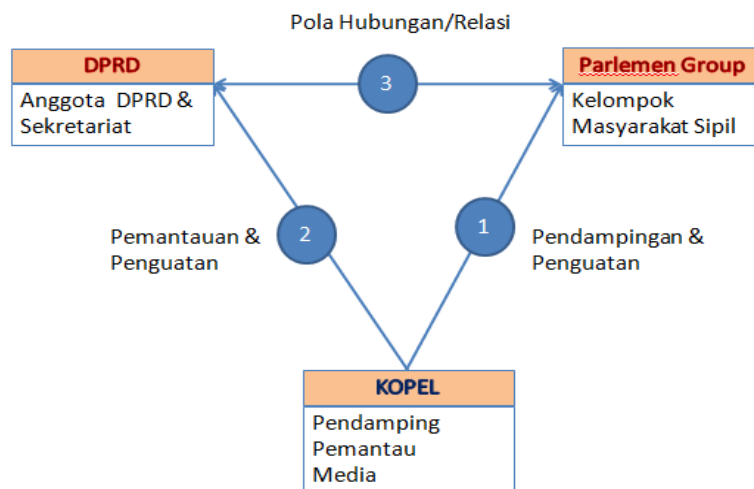 Pola Hubungan/Relasi
DPRD
Anggota DPRD &
Sekretariat
3
Parlemen Group
Kelompok
Masyarakat Sipil
Pemantauan &
Penguatan
2
1
Pendampingan &
Penguatan
KOPEL
Pendamping
Pemantau
Media